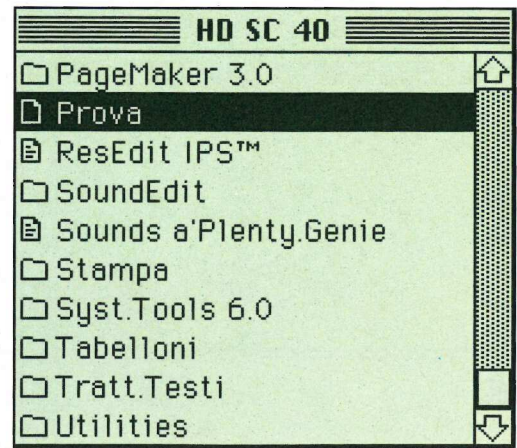 HD SC 40
PageMaker 3.0
Prova
ResEdit IPS™
SoundEdit
Sounds a'Plenty.Genie
Stampa
Syst.Tools 6.0
Tabelloni
Tratt.Testi
Utilities